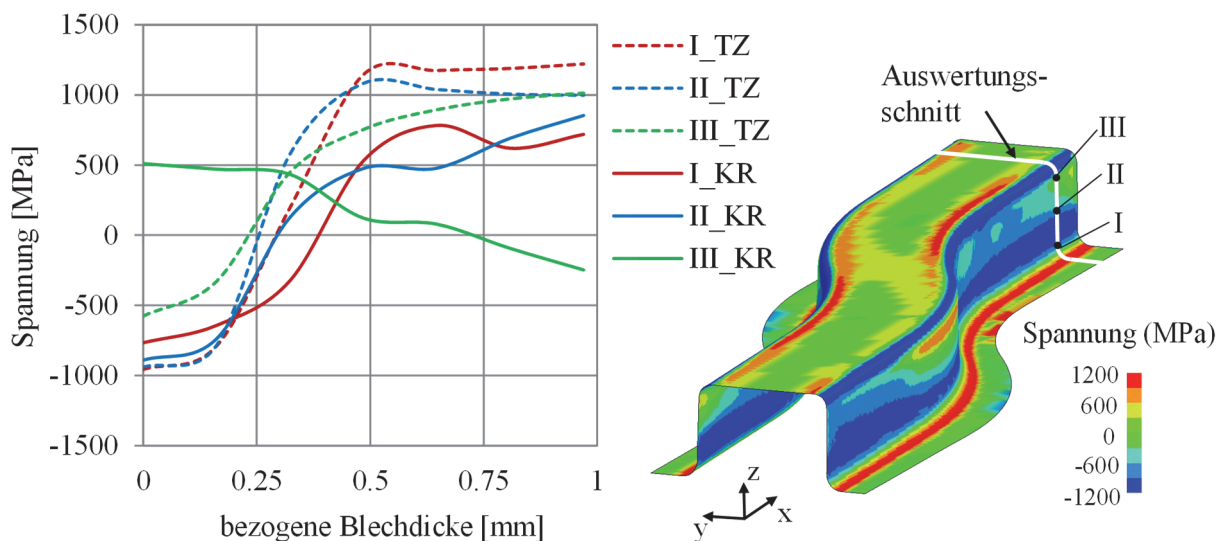 1500
1000
500
0
-500
-1000
-1500
Spannung [MPa]
0
0.25
0.5
0.75
1
bezogene Blechdicke [mm]
I_TZ
II_TZ
III_TZ
I_KR
II_KR
III_KR
Auswertungs-
schnitt
III
II
I
Spannung (MPa)
1200
600
0
-600
-1200
z
y
x